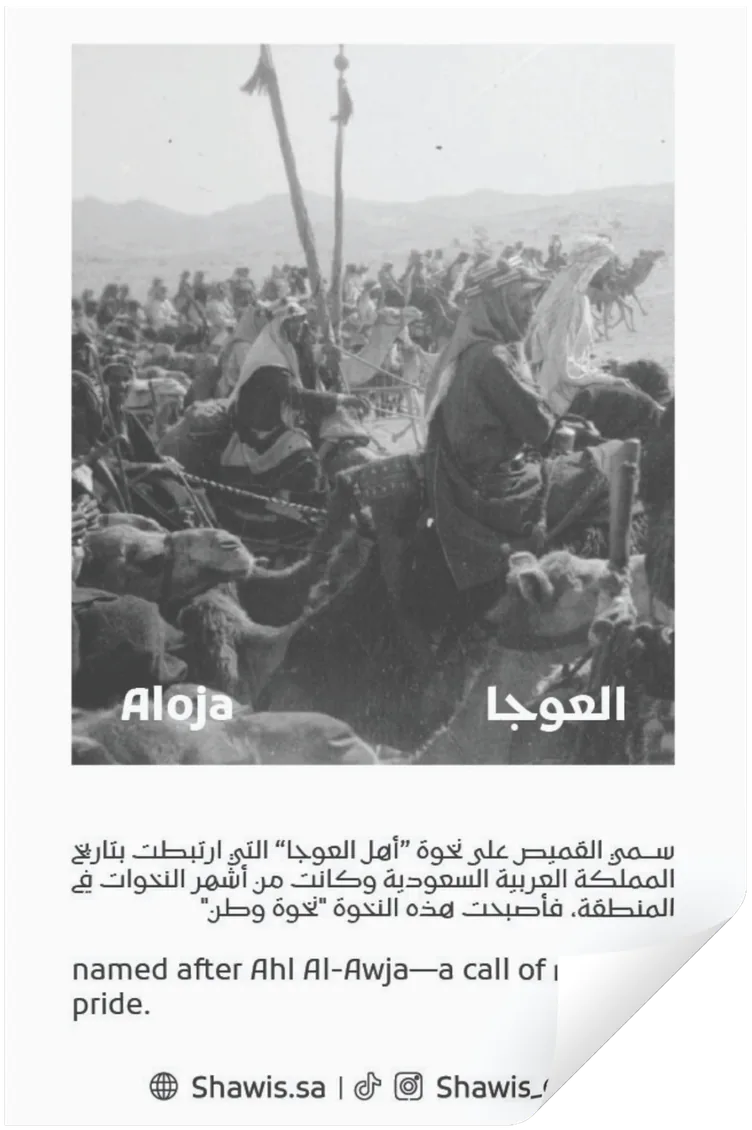 Aloja
العوجا
سمي القميص على نخوة "أهل العوجا" التي ارتبطت بتاريخ
المملكة العربية السعودية وكانت من أشهر النخوات في
المنطقة، فأصبحت هذه النخوة "نخوة وطن"
named after Ahl Al-Awja—a call of
pride.
Shawis.sa |